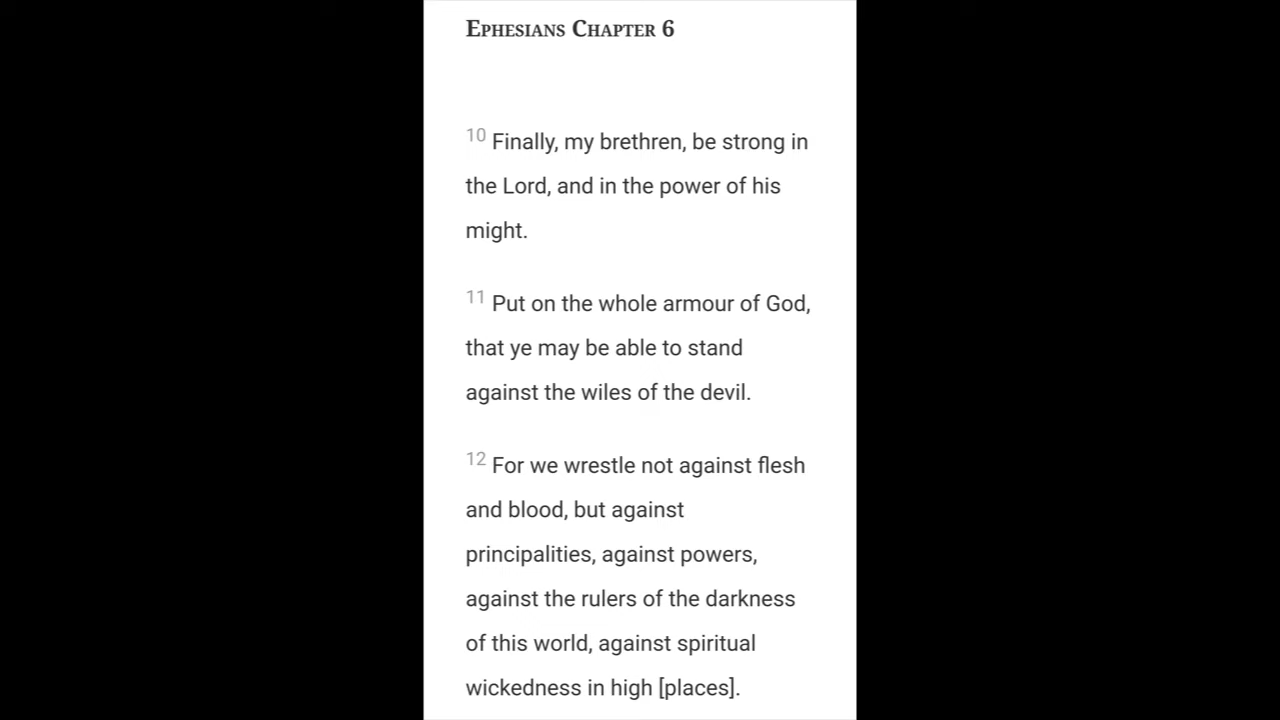 Ephesians Chapter 6
10 Finally, my brethren, be strong in
the Lord, and in the power of his
might.
11 Put on the whole armour of God,
that ye may be able to stand
against the wiles of the devil.
12 For we wrestle not against flesh
and blood, but against
principalities, against powers,
against the rulers of the darkness
of this world, against spiritual
wickedness in high [places].